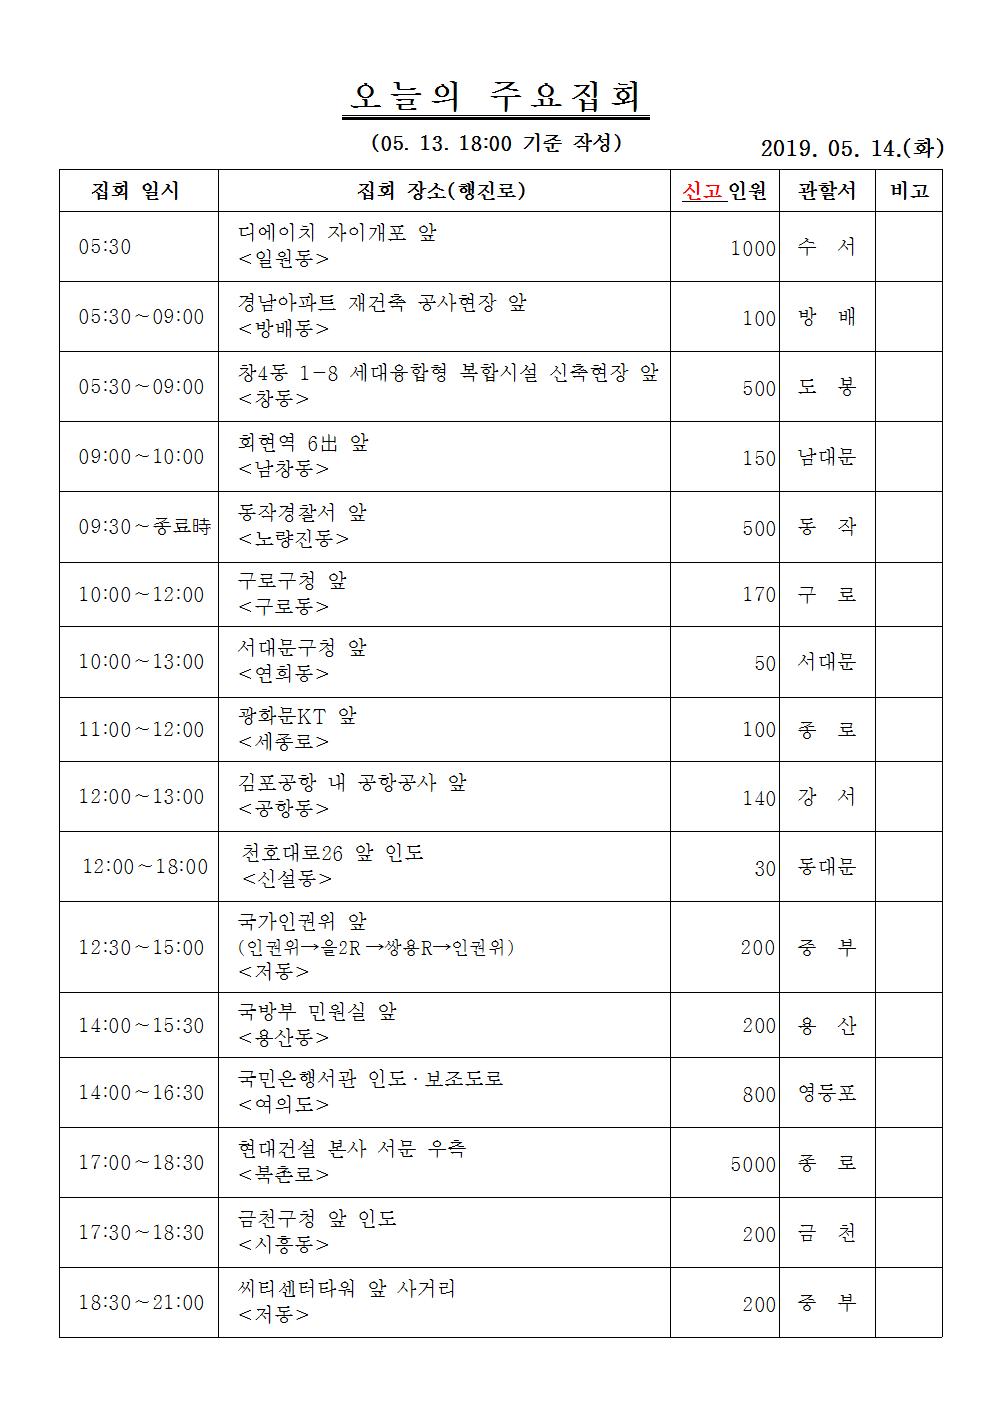 오늘의 주요집회
(05. 13. 18:00 기준 작성)
2019. 05. 14.(화)
집회 일시 집회 장소(행진로) 신고인원 관할서 비고
05:30 디에이치 자이개포 앞 <일원동> 1000 수 서
05:30~09:00 경남아파트 재건축 공사현장 앞 <방배동> 100 방 배
05:30~09:00 창4동 1-8 세대융합형 복합시설 신축현장 앞 <창동> 500 도 봉
09:00~10:00 회현역 6出 앞 <남창동> 150 남대문
09:30~종료時 동작경찰서 앞 <노량진동> 500 동 작
10:00~12:00 구로구청 앞 <구로동> 170 구 로
10:00~13:00 서대문구청 앞 <연희동> 50 서대문
11:00~12:00 광화문KT 앞 <세종로> 100 종 로
12:00~13:00 김포공항 내 공항공사 앞 <공항동> 140 강 서
12:00~18:00 천호대로26 앞 인도 <신설동> 30 동대문
12:30~15:00 국가인권위 앞 (인권위→을2R→쌍용R→인권위) <저동> 200 중 부
14:00~15:30 국방부 민원실 앞 <용산동> 200 용 산
14:00~16:30 국민은행서관 인도·보조도로 <여의도> 800 영등포
17:00~18:30 현대건설 본사 서문 우측 <북촌로> 5000 종 로
17:30~18:30 금천구청 앞 인도 <시흥동> 200 금 천
18:30~21:00 씨티센터타워 앞 사거리 <저동> 200 중 부